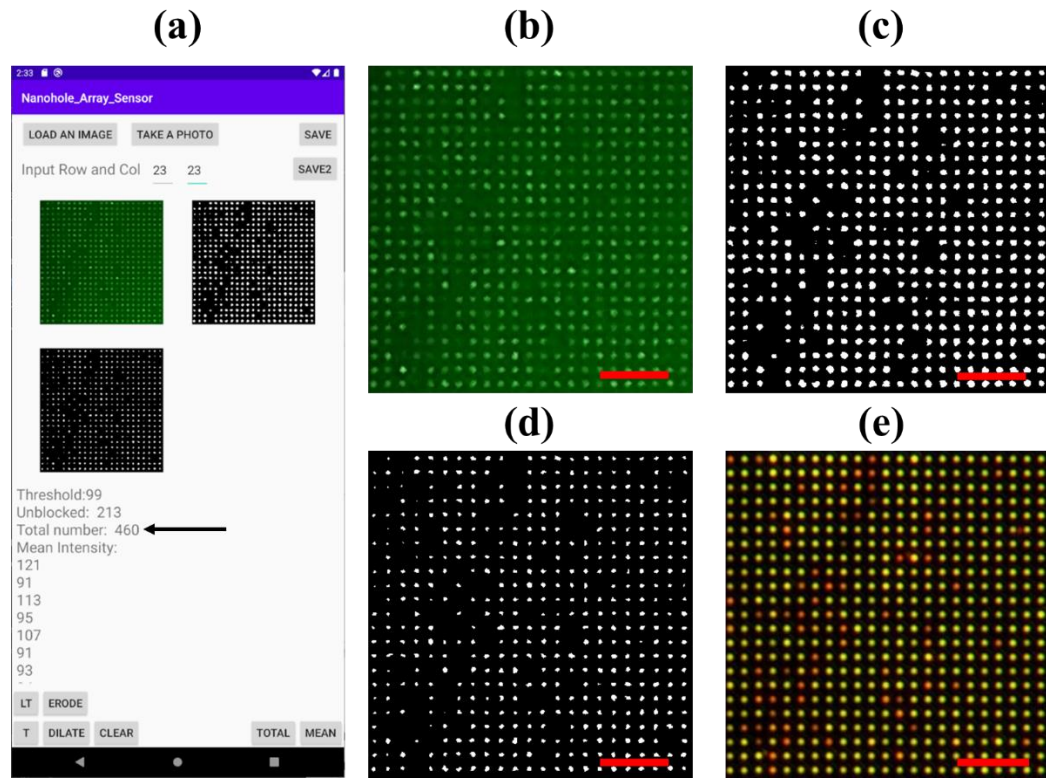 (a)
2:33
Nanohole_Array_Sensor
LOAD AN IMAGE TAKE A PHOTO SAVE
Input Row and Col 23 23 SAVE2
Threshold:99
Unblocked: 213
Total number: 460
Mean Intensity:
121
91
113
95
107
91
93
LT ERODE
T DILATE CLEAR TOTAL MEAN
(b)
(c)
(d)
(e)